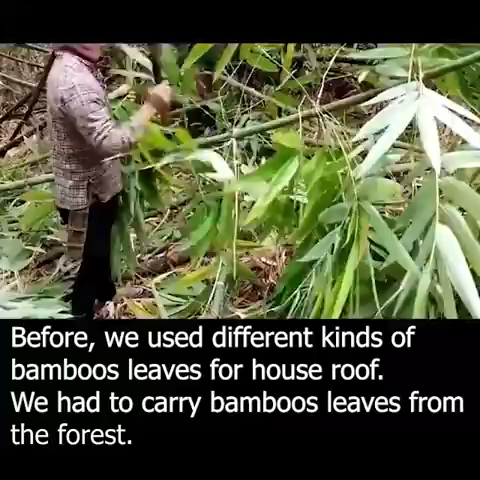 Before, we used different kinds of
bamboos leaves for house roof.
We had to carry bamboos leaves from
the forest.